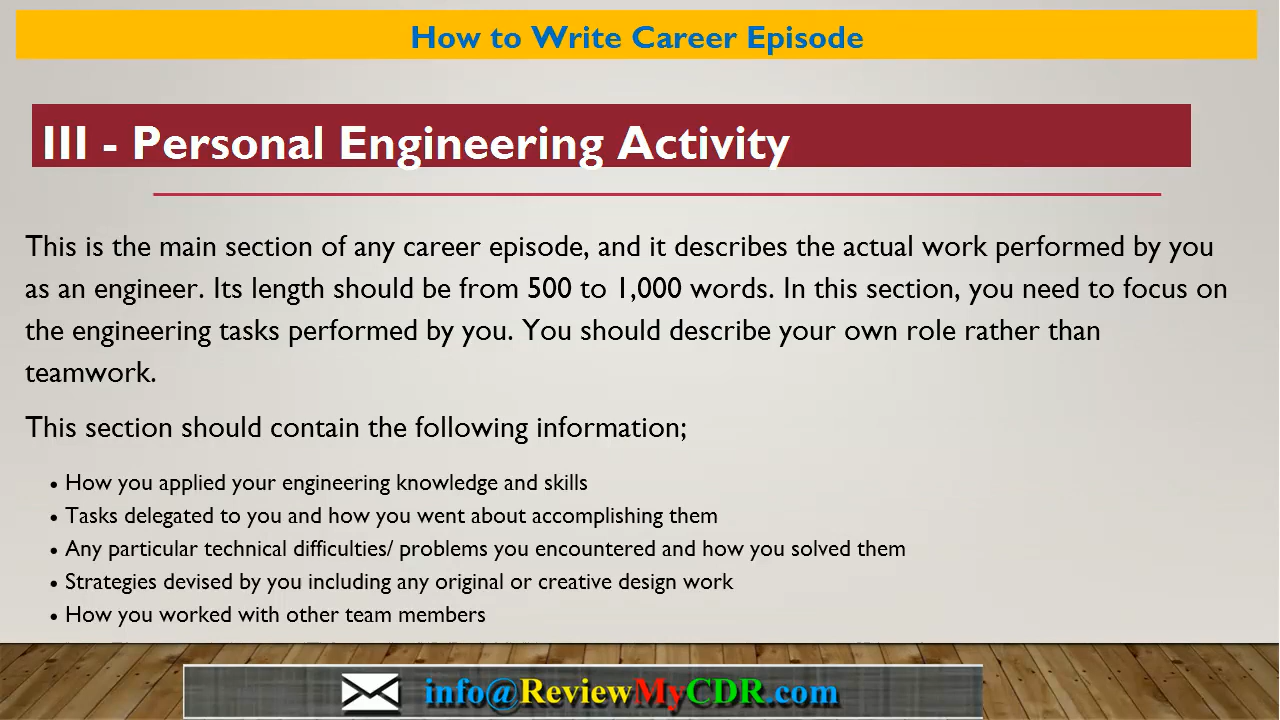 How to Write Career Episode
III - Personal Engineering Activity
This is the main section of any career episode, and it describes the actual work performed by you
as an engineer. Its length should be from 500 to 1,000 words. In this section, you need to focus on
the engineering tasks performed by you. You should describe your own role rather than
teamwork.
This section should contain the following information;
• How you applied your engineering knowledge and skills
• Tasks delegated to you and how you went about accomplishing them
• Any particular technical difficulties/ problems you encountered and how you solved them
• Strategies devised by you including any original or creative design work
• How you worked with other team members
info@ReviewMyCDR.com